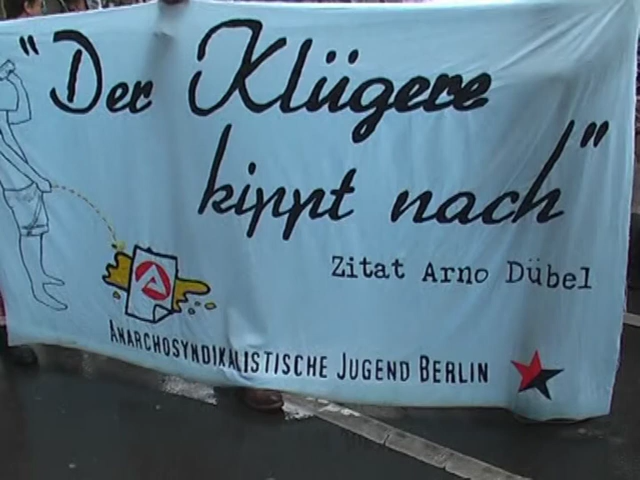 "Der Klügere
kippt nach"
Zitat Arno Dübel
ANARCHOSYNDIKALISTISCHE JUGEND BERLIN